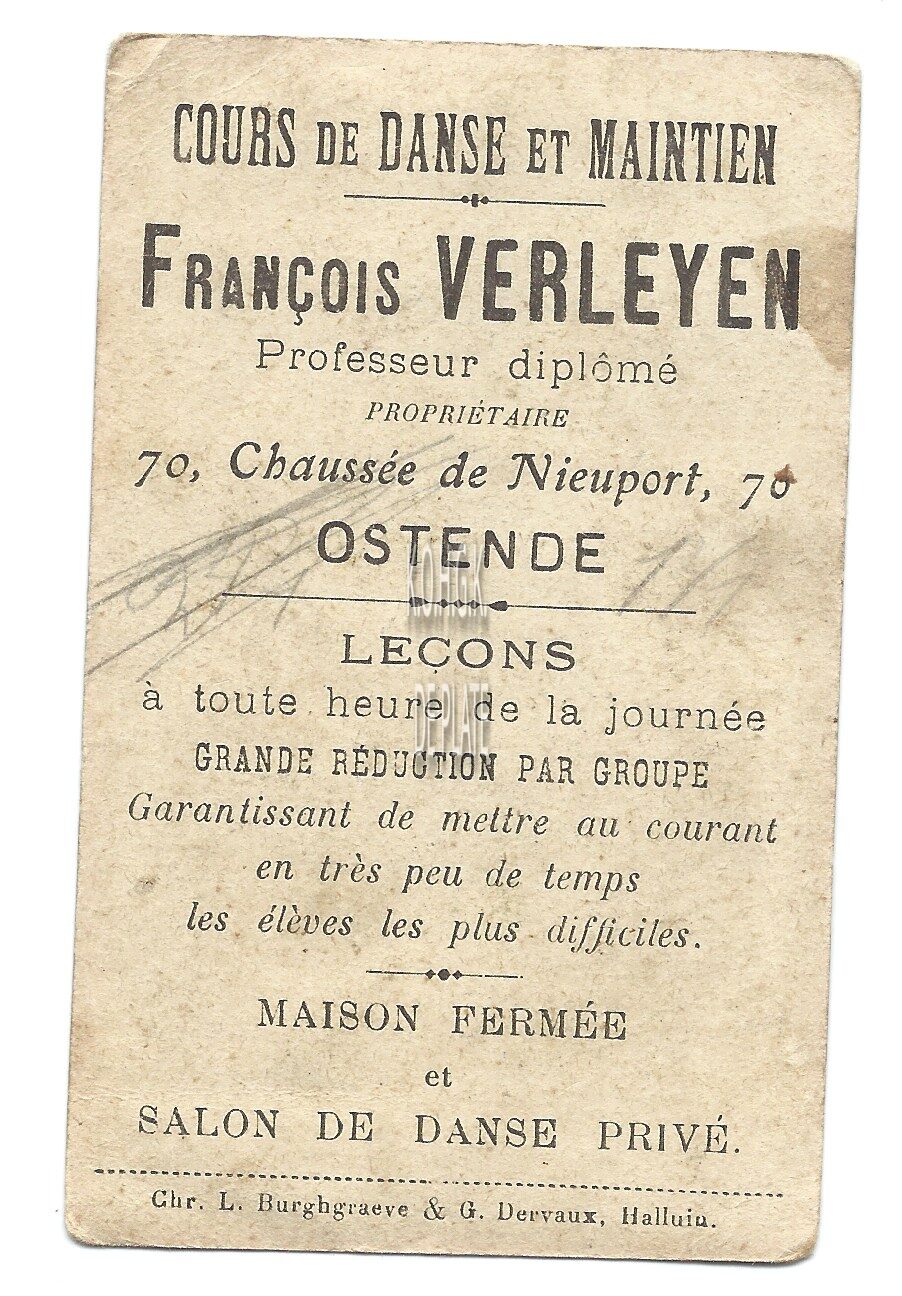 COURS DE DANSE ET MAINTIEN
FRANÇOIS VERLEYEN
Professeur diplômé
PROPRIÉTAIRE
70, Chaussée de Nieuport, 70
OSTENDE
KOHGK
LEÇONS
DEPLATE
à toute heure de la journée
GRANDE RÉDUCTION PAR GROUPE
Garantissant de mettre au courant
en très peu de temps
les élèves les plus difficiles.
MAISON FERMÉE
et
SALON DE DANSE PRIVÉ.
Chr. L. Burghgraeve & G. Dervaux, Halluin.